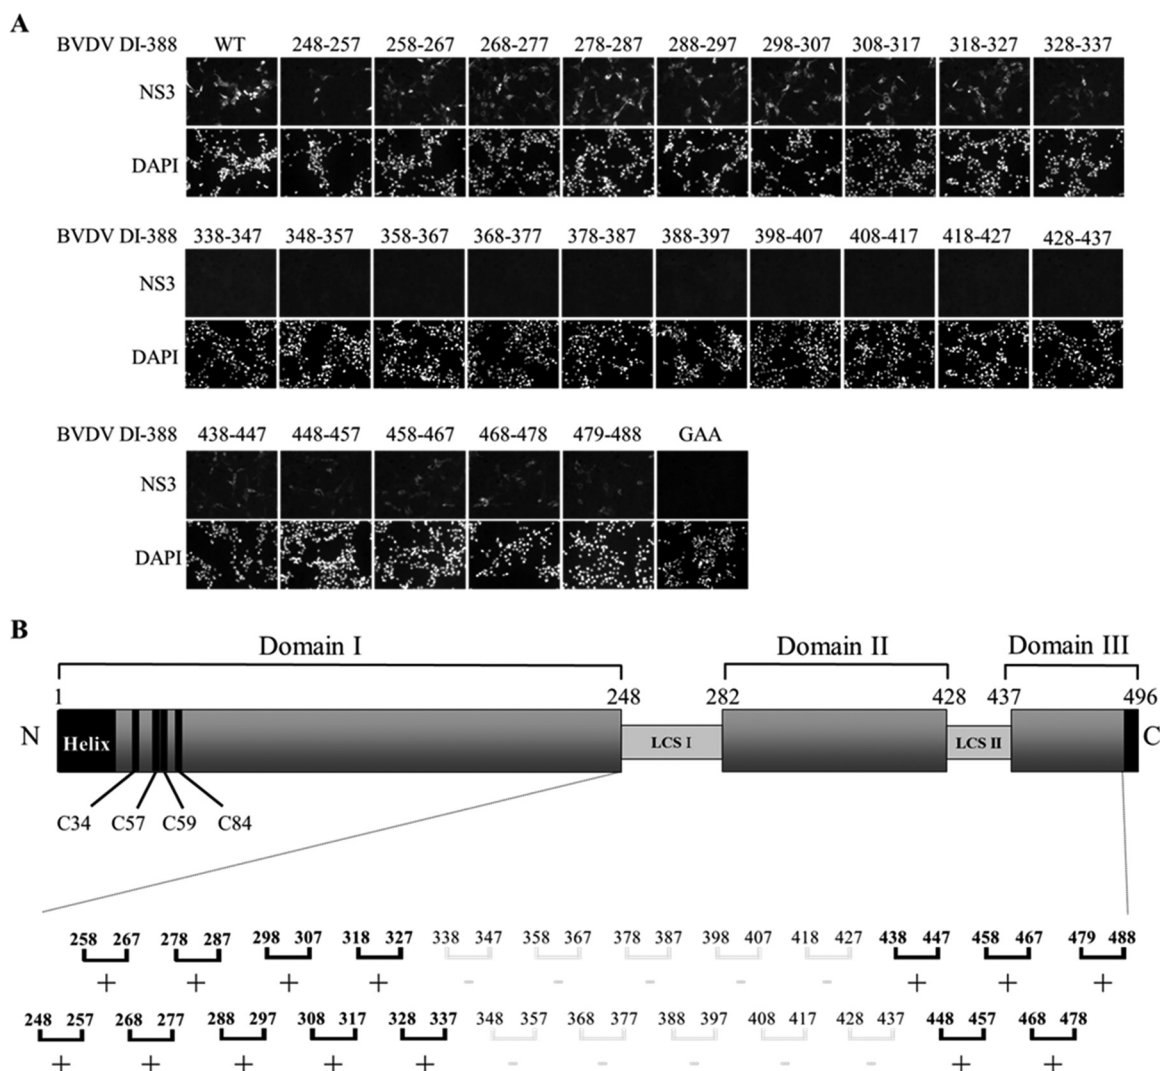 A
BVDV DI-388 WT 248-257 258-267 268-277 278-287 288-297 298-307 308-317 318-327 328-337
NS3
DAPI
BVDV DI-388 338-347 348-357 358-367 368-377 378-387 388-397 398-407 408-417 418-427 428-437
NS3
DAPI
BVDV DI-388 438-447 448-457 458-467 468-478 479-488 GAA
NS3
DAPI
B
Domain I Domain II Domain III
1 248 282 428 437 496
N Helix LCS I LCS II C
C34 C57 C59 C84
258 267 278 287 298 307 318 327 338 347 358 367 378 387 398 407 418 427 438 447 458 467 479 488
+ + + + - - - - - + + +
248 257 268 277 288 297 308 317 328 337 348 357 368 377 388 397 408 417 428 437 448 457 468 478
+ + + + + - - - - - + +